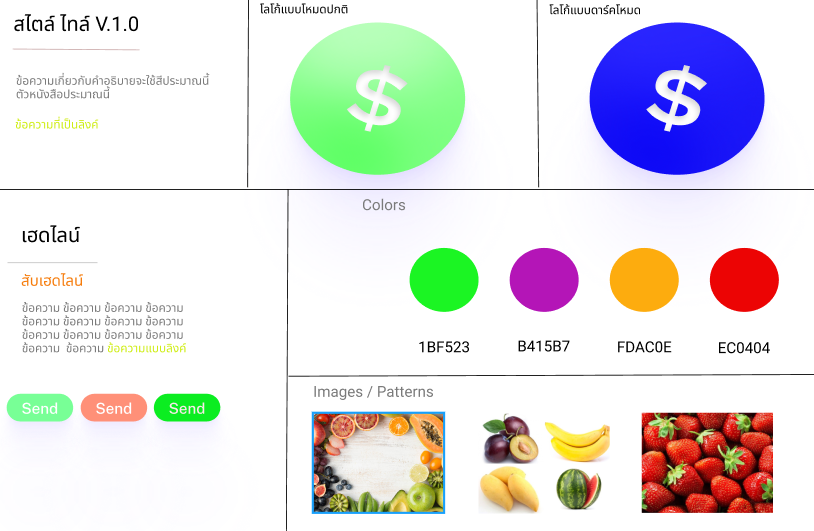 สไตล์ ไกล์ V.1.0
ข้อความเกี่ยวกับคำอธิบายจะใช้สีประมาณนี้
ตัวหนังสือประมาณนี้
ข้อความที่เป็นลิงค์
โลโก้แบบโหมดปกติ
$
โลโก้แบบดาร์คโหมด
$
เฮดไลน์
สับเฮดไลน์
ข้อความ ข้อความ ข้อความ ข้อความ
ข้อความ ข้อความ ข้อความ ข้อความ
ข้อความ ข้อความ ข้อความ ข้อความ
ข้อความ ข้อความ ข้อความแบบลิงค์
Send Send Send
Colors
1BF523 B415B7 FDAC0E EC0404
Images / Patterns